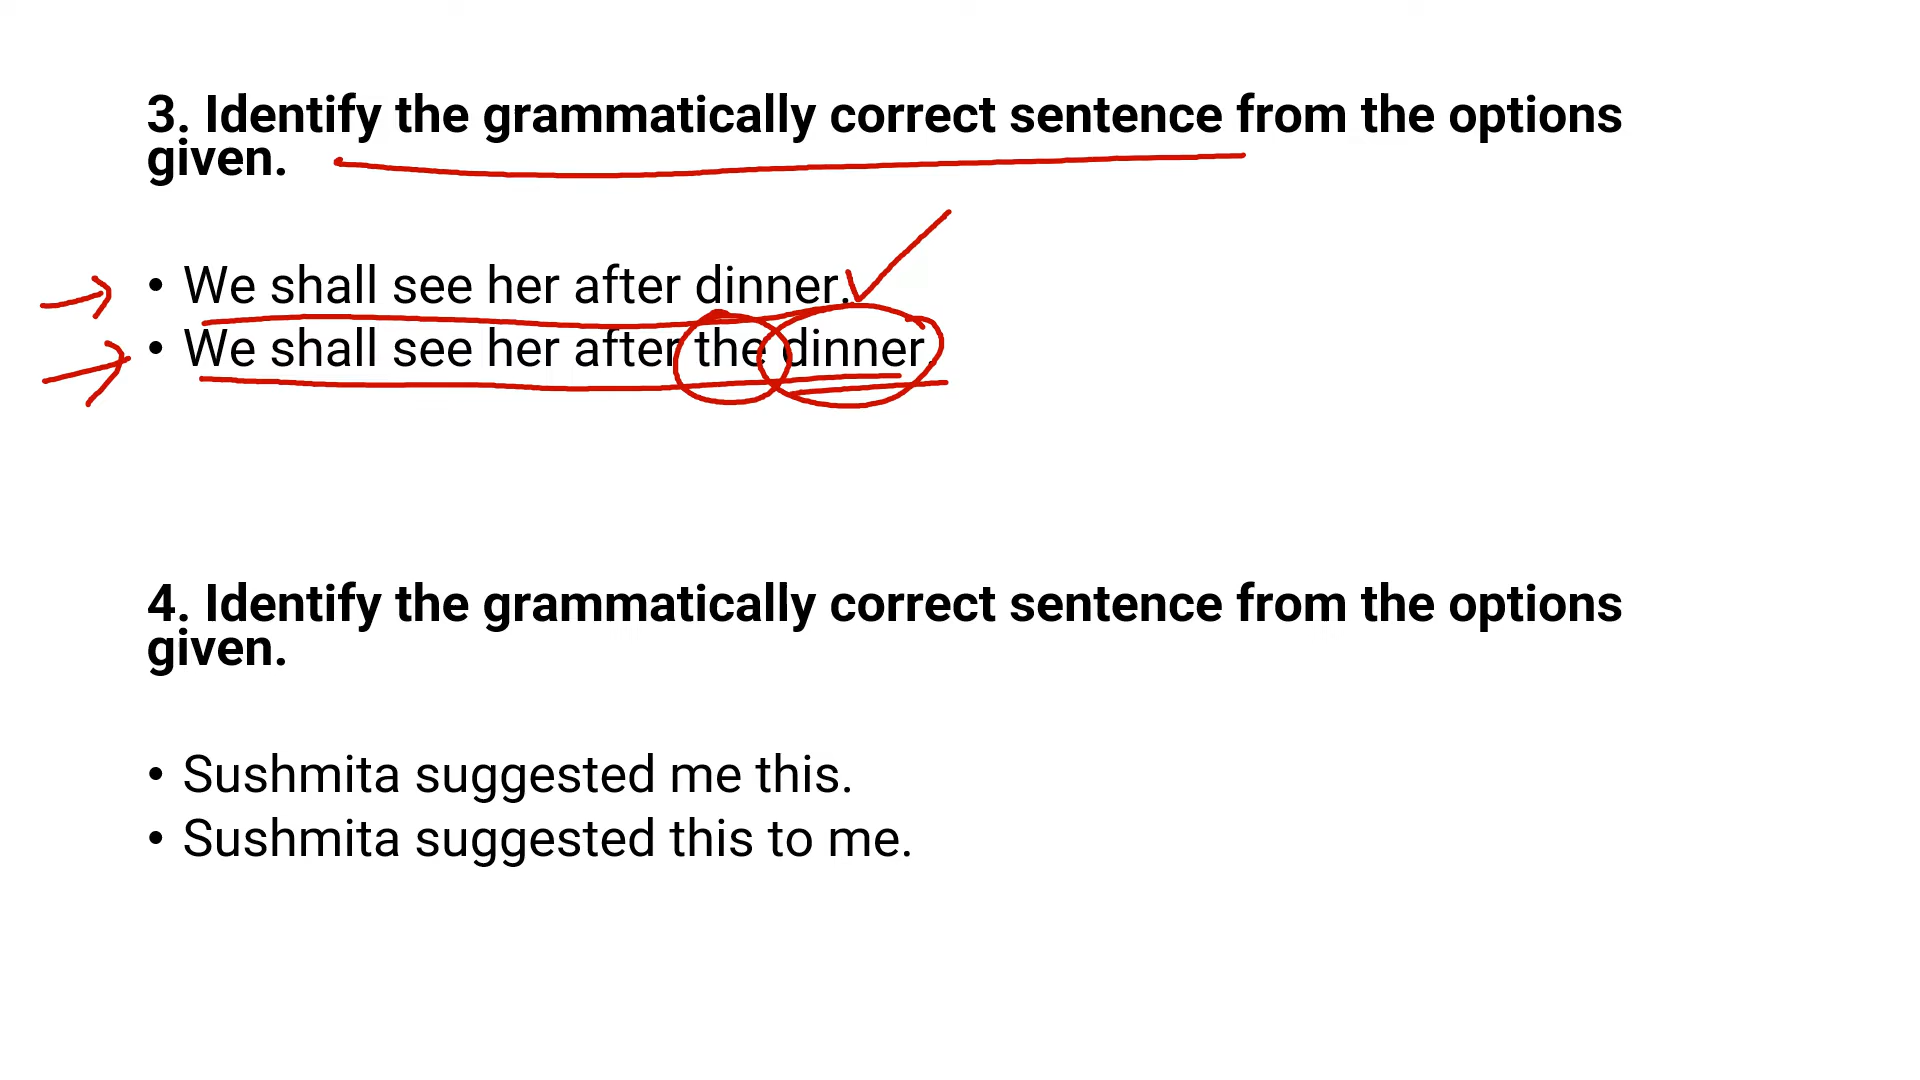 3. Identify the grammatically correct sentence from the options
given.
• We shall see her after dinner.
• We shall see her after the dinner.
4. Identify the grammatically correct sentence from the options
given.
• Sushmita suggested me this.
• Sushmita suggested this to me.